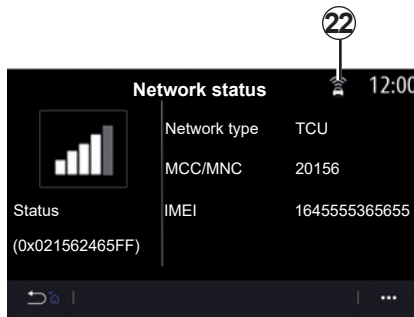 22
Network status 12:00
Network type TCU
MCC/MNC 20156
Status IMEI 1645555365655
(0x021562465FF)